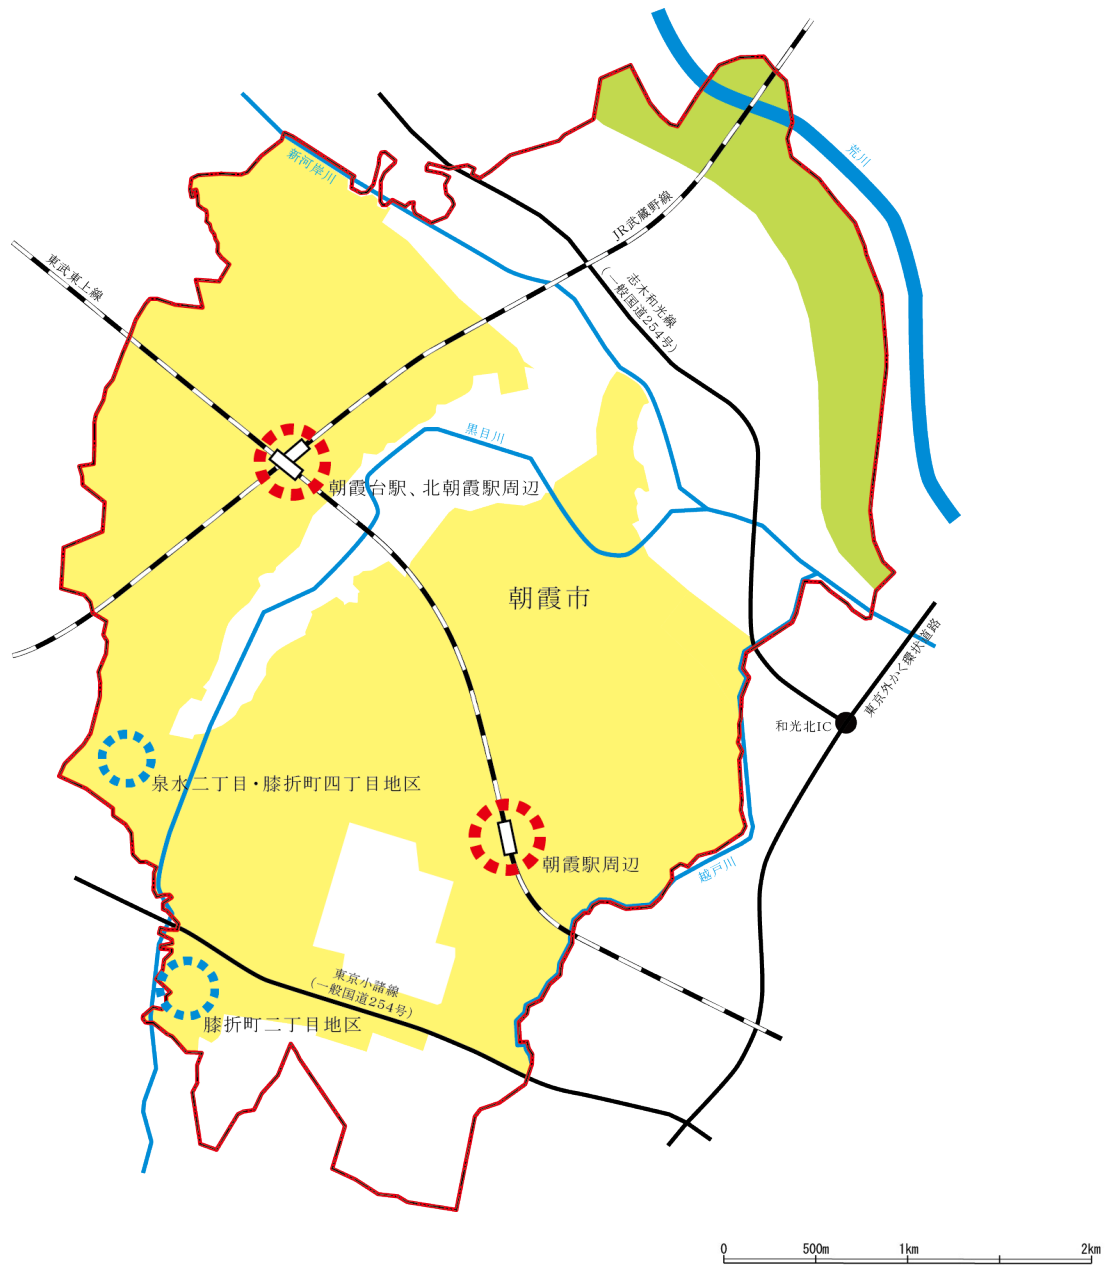 荒川
新河岸川
JR武蔵野線
東武東上線
志木和光線
(一般国道254号)
黒目川
朝霞台駅、北朝霞駅周辺
朝霞市
東京外かく環状道路
和光北IC
泉水二丁目・膝折町四丁目地区
朝霞駅周辺
越戸川
東京小諸線
(一般国道254号)
膝折町二丁目地区
0 500m 1km 2km